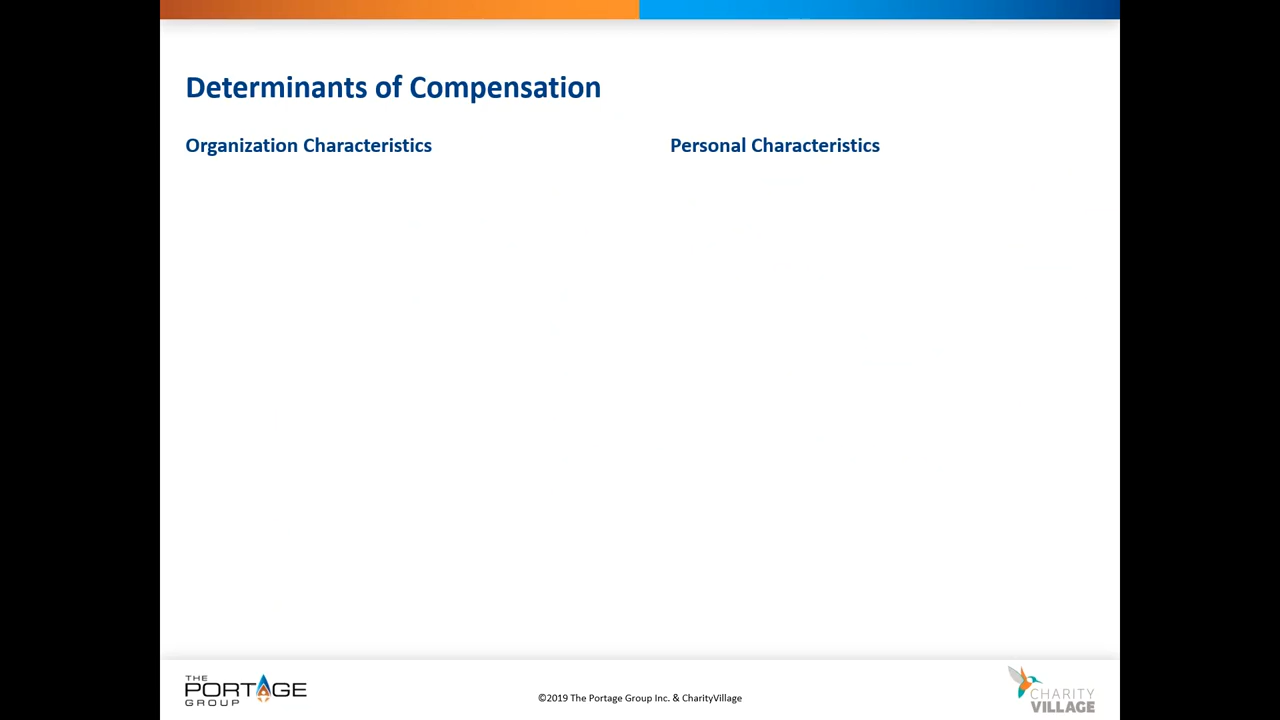 Determinants of Compensation
Organization Characteristics
Personal Characteristics
THE
PORTAGE
GROUP
©2019 The Portage Group Inc. & CharityVillage
CHARITY
VILLAGE